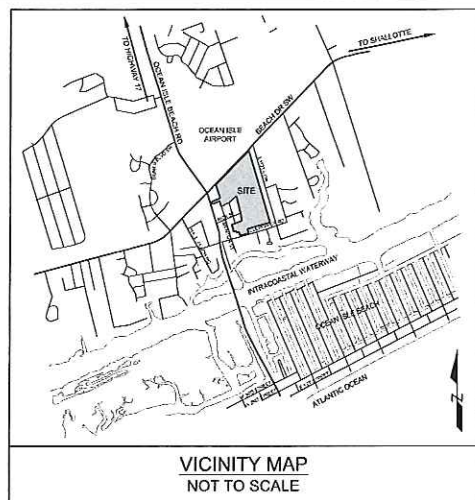 TO HIGHWAY 17
TO SHALLOTTE
OCEAN ISLE BEACH RD
BEACH DR SW
OCEAN ISLE
AIRPORT
SITE
INTRACOASTAL WATERWAY
OCEAN ISLE BEACH
ATLANTIC OCEAN
N
VICINITY MAP
NOT TO SCALE